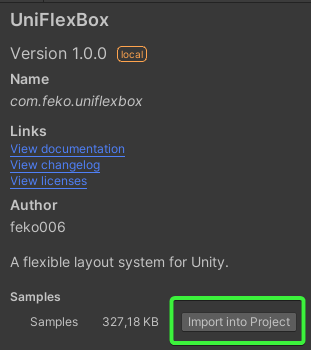 UniFlexBox
Version 1.0.0 local
Name
com.feko.uniflexbox
Links
View documentation
View changelog
View licenses
Author
feko006
A flexible layout system for Unity.
Samples
Samples 327,18 KB Import into Project